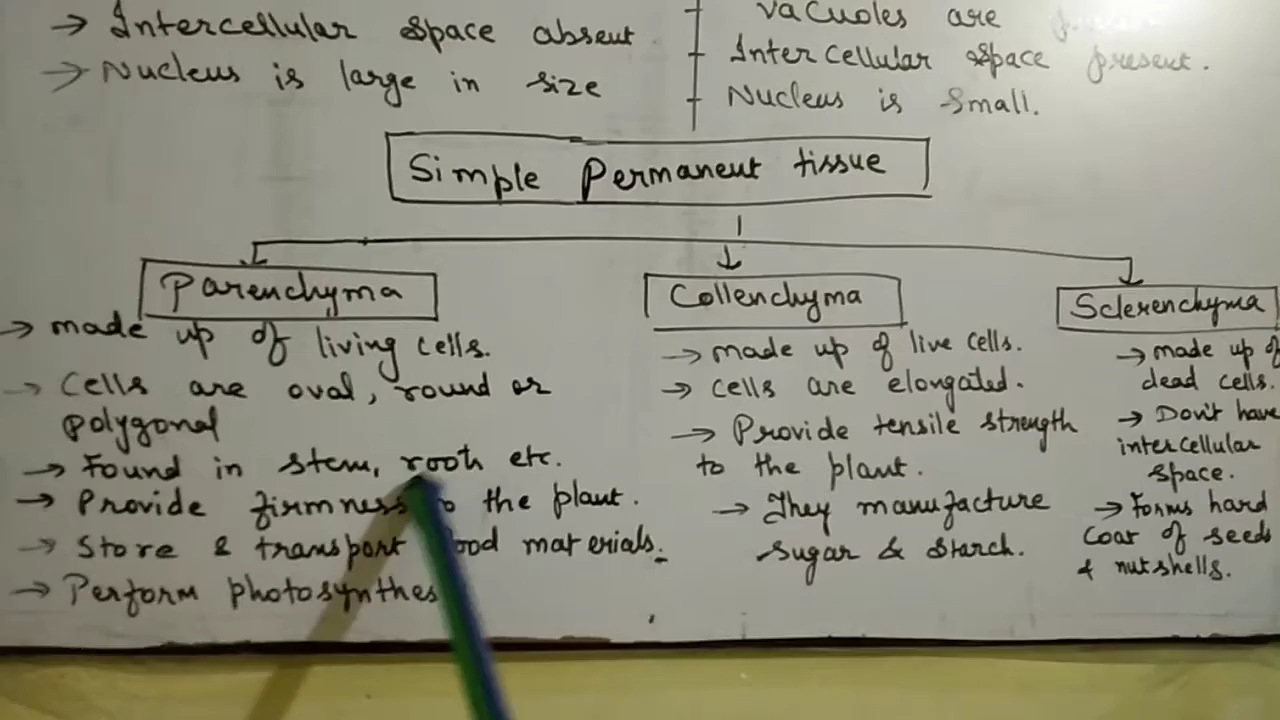 → Intercellular space absent
→ Nucleus is large in size
vacuoles are
Intercellular space present.
Nucleus is small.
Simple Permanent tissue
Parenchyma
→ made up of living cells.
→ Cells are oval, round or
polygonal
→ Found in stem, root etc.
→ Provide firmness to the plant.
→ Store & transport food materials.
→ Perform photosynthes
Collenchyma
→ made up of live cells.
→ cells are elongated.
→ Provide tensile strength
to the plant.
→ They manufacture
sugar & starch.
Sclerenchyma
→ made up of
dead cells.
→ Don't have
intercellular
space.
→ Forms hard
coat of seeds
& nutshells.